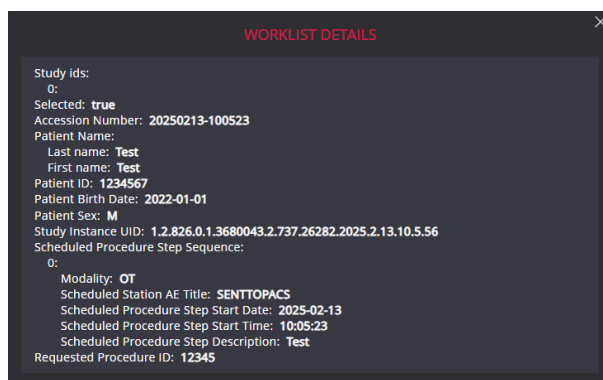 WORKLIST DETAILS
Study ids:
0:
Selected: true
Accession Number: 20250213-100523
Patient Name:
Last name: Test
First name: Test
Patient ID: 1234567
Patient Birth Date: 2022-01-01
Patient Sex: M
Study Instance UID: 1.2.826.0.1.3680043.2.737.26282.2025.2.13.10.5.56
Scheduled Procedure Step Sequence:
0:
Modality: OT
Scheduled Station AE Title: SENTTOPACS
Scheduled Procedure Step Start Date: 2025-02-13
Scheduled Procedure Step Start Time: 10:05:23
Scheduled Procedure Step Description: Test
Requested Procedure ID: 12345